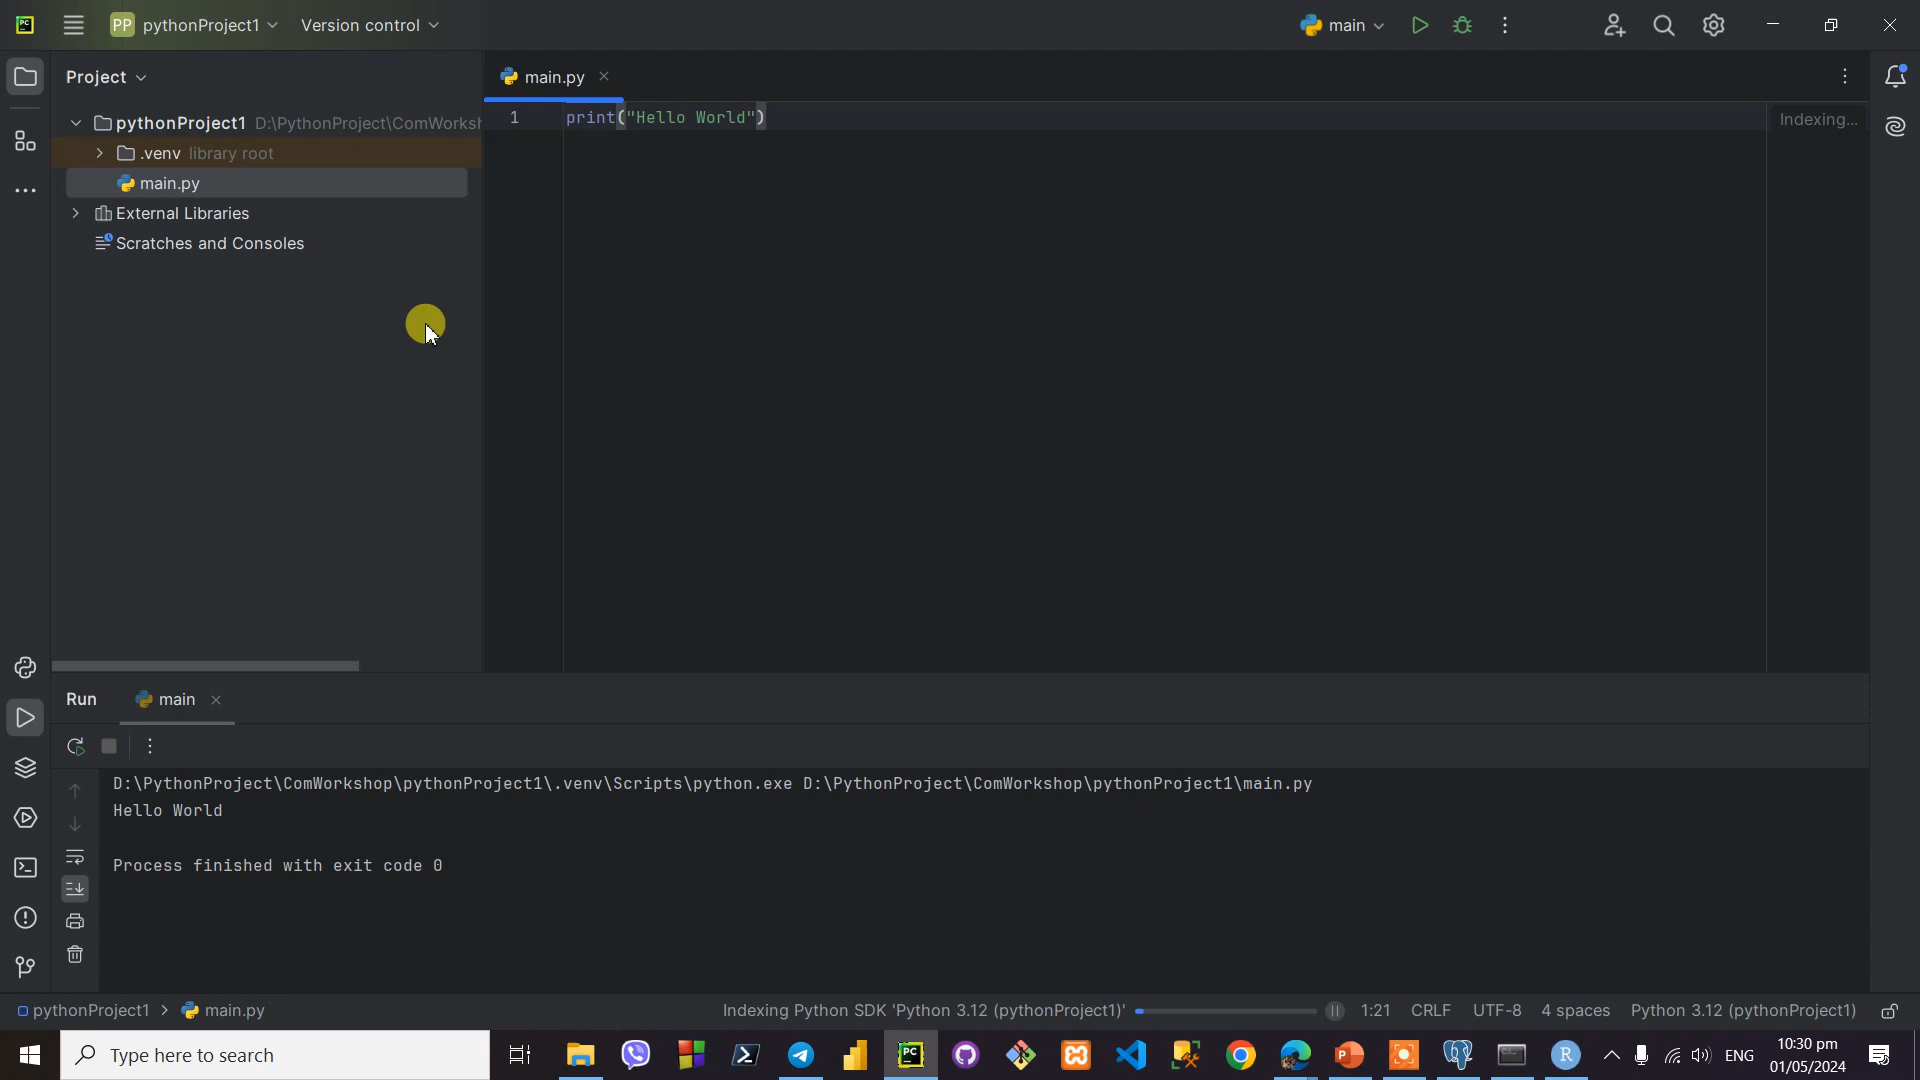 PC
PP pythonProject1 Version control main
Project main.py
pythonProject1 D:\PythonProject\ComWorksh
.venv library root
main.py
External Libraries
Scratches and Consoles
1 print("Hello World")
Indexing...
Run main
D:\PythonProject\ComWorkshop\pythonProject1\.venv\Scripts\python.exe D:\PythonProject\ComWorkshop\pythonProject1\main.py
Hello World
Process finished with exit code 0
pythonProject1 > main.py Indexing Python SDK 'Python 3.12 (pythonProject1)' 1:21 CRLF UTF-8 4 spaces Python 3.12 (pythonProject1)
Type here to search PC P R ENG 10:30 pm
01/05/2024